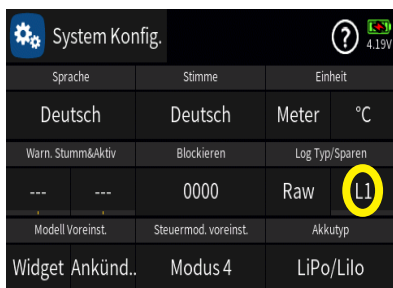 System Konfig.
?
4.19V
Sprache Stimme Einheit
Deutsch Deutsch Meter °C
Warn. Stumm&Aktiv Blockieren Log Typ/Sparen
--- --- 0000 Raw L1
Modell Voreinst. Steuermod. voreinst. Akkutyp
Widget Ankünd.. Modus 4 LiPo/LiIo